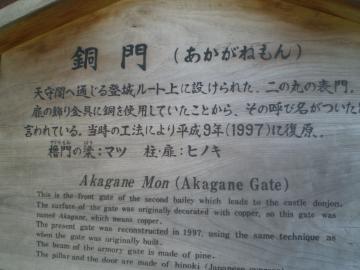 銅門 (あかがねもん)
天守閣へ通じる登城ルート上に設けられた、二の丸の表門。
扉の飾り金具に銅を使用していたことから、その呼び名がついた
言われている。当時の工法により平成9年(1997)に復原。
櫓門の梁:マツ 柱・扉:ヒノキ
Akagane Mon (Akagane Gate)
This is the front gate of the second bailey which leads to the castle donjon.
The surface of the gate was originally decorated with copper, so this gate was
named Akagane, which means copper.
The present gate was reconstructed in 1997, using the same technique as
when the gate was originally built.
The beam of the armory gate is made of pine.
The pillar and the door are made of hinoki (Japanese